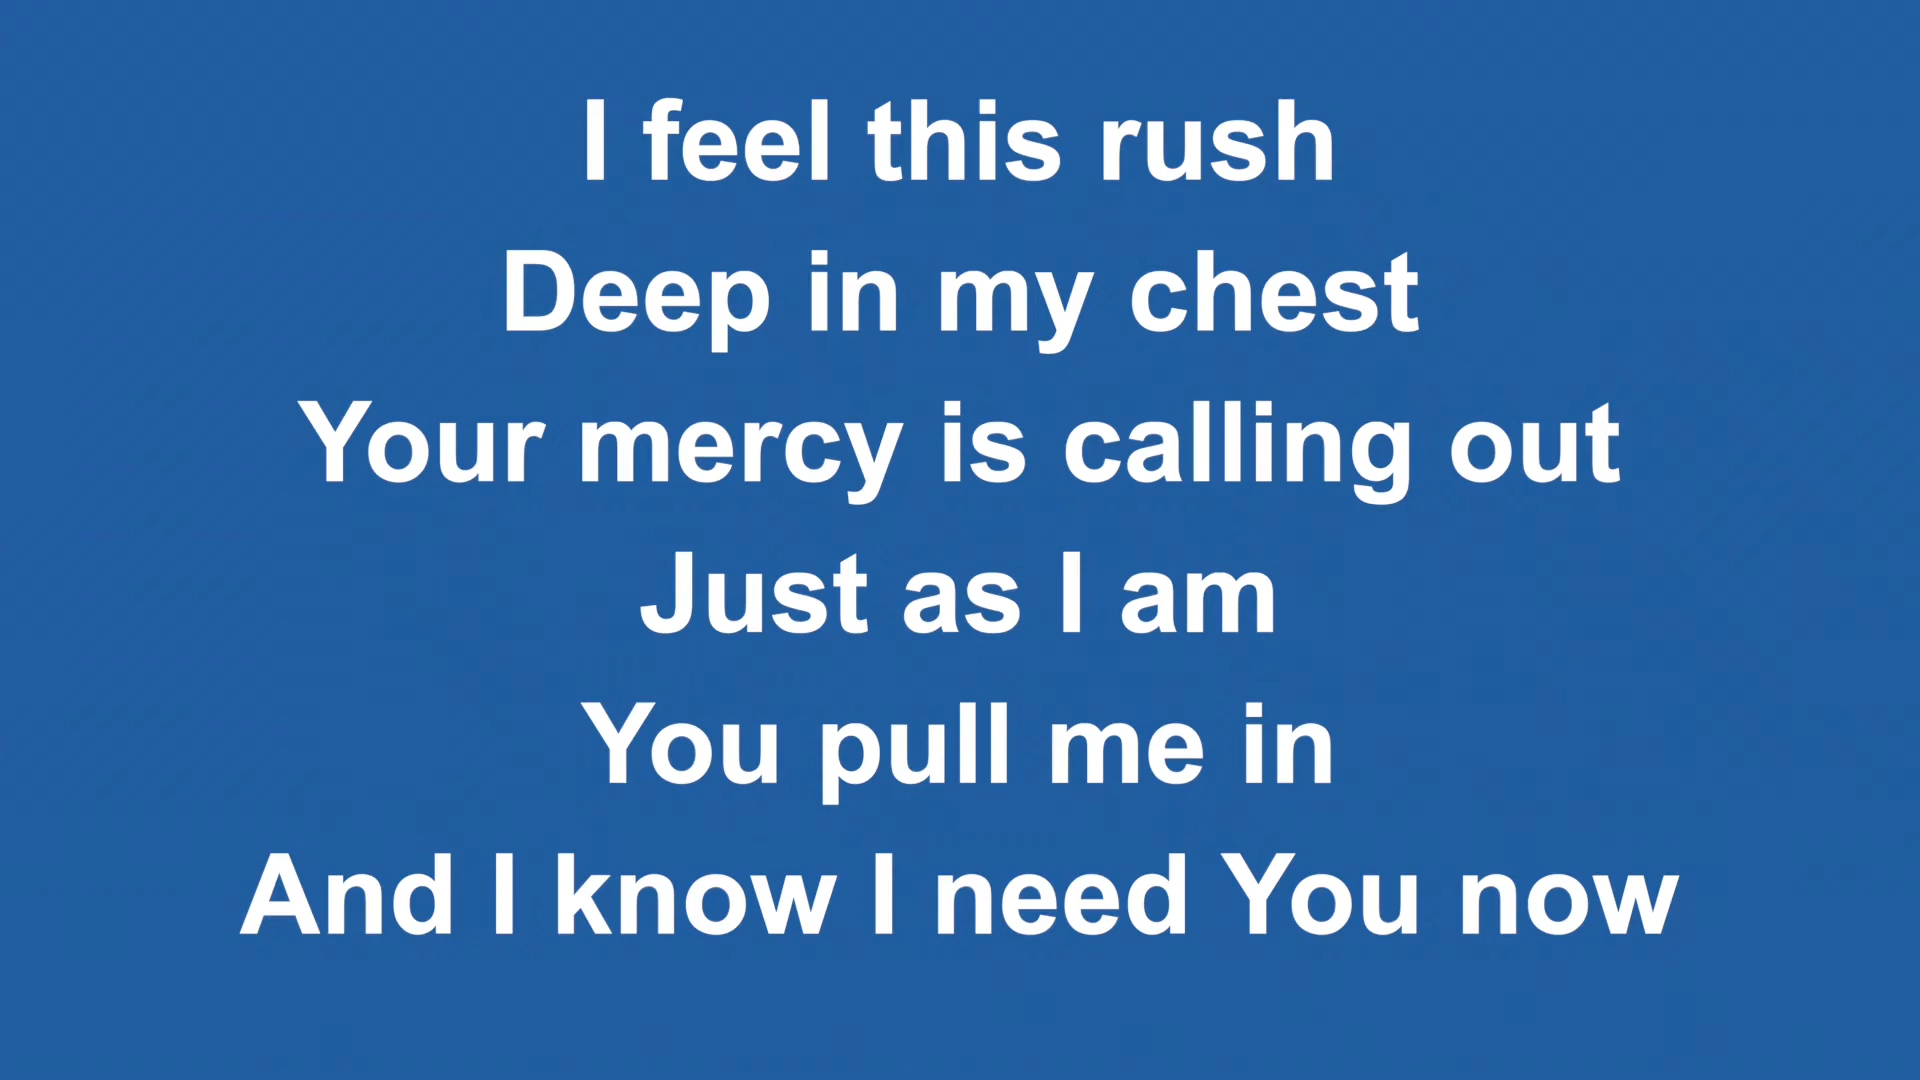 I feel this rush
Deep in my chest
Your mercy is calling out
Just as I am
You pull me in
And I know I need You now